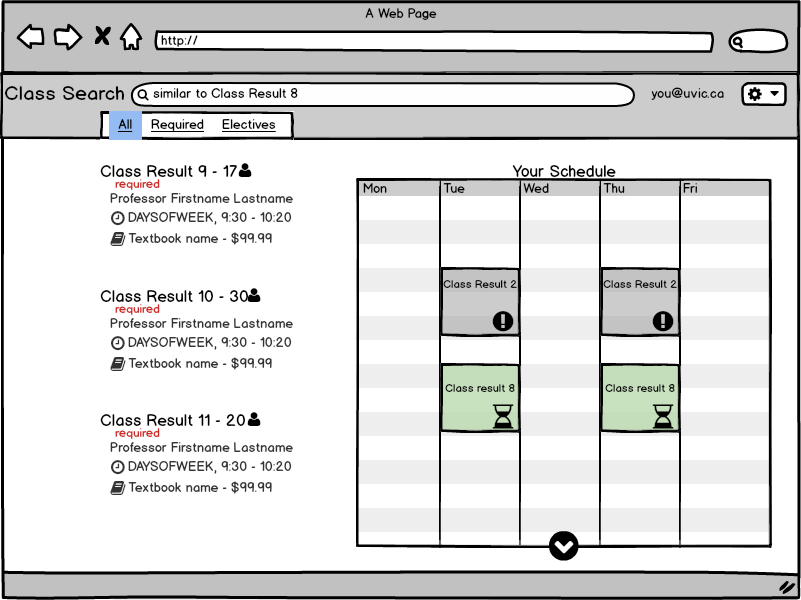 A Web Page
http://
Class Search
similar to Class Result 8
you@uvic.ca
All Required Electives
Class Result 9 - 17
required
Professor Firstname Lastname
DAYSOFWEEK, 9:30 - 10:20
Textbook name - $99.99
Class Result 10 - 30
required
Professor Firstname Lastname
DAYSOFWEEK, 9:30 - 10:20
Textbook name - $99.99
Class Result 11 - 20
required
Professor Firstname Lastname
DAYSOFWEEK, 9:30 - 10:20
Textbook name - $99.99
Your Schedule
Mon Tue Wed Thu Fri
Class Result 2 Class Result 2
Class result 8 Class result 8